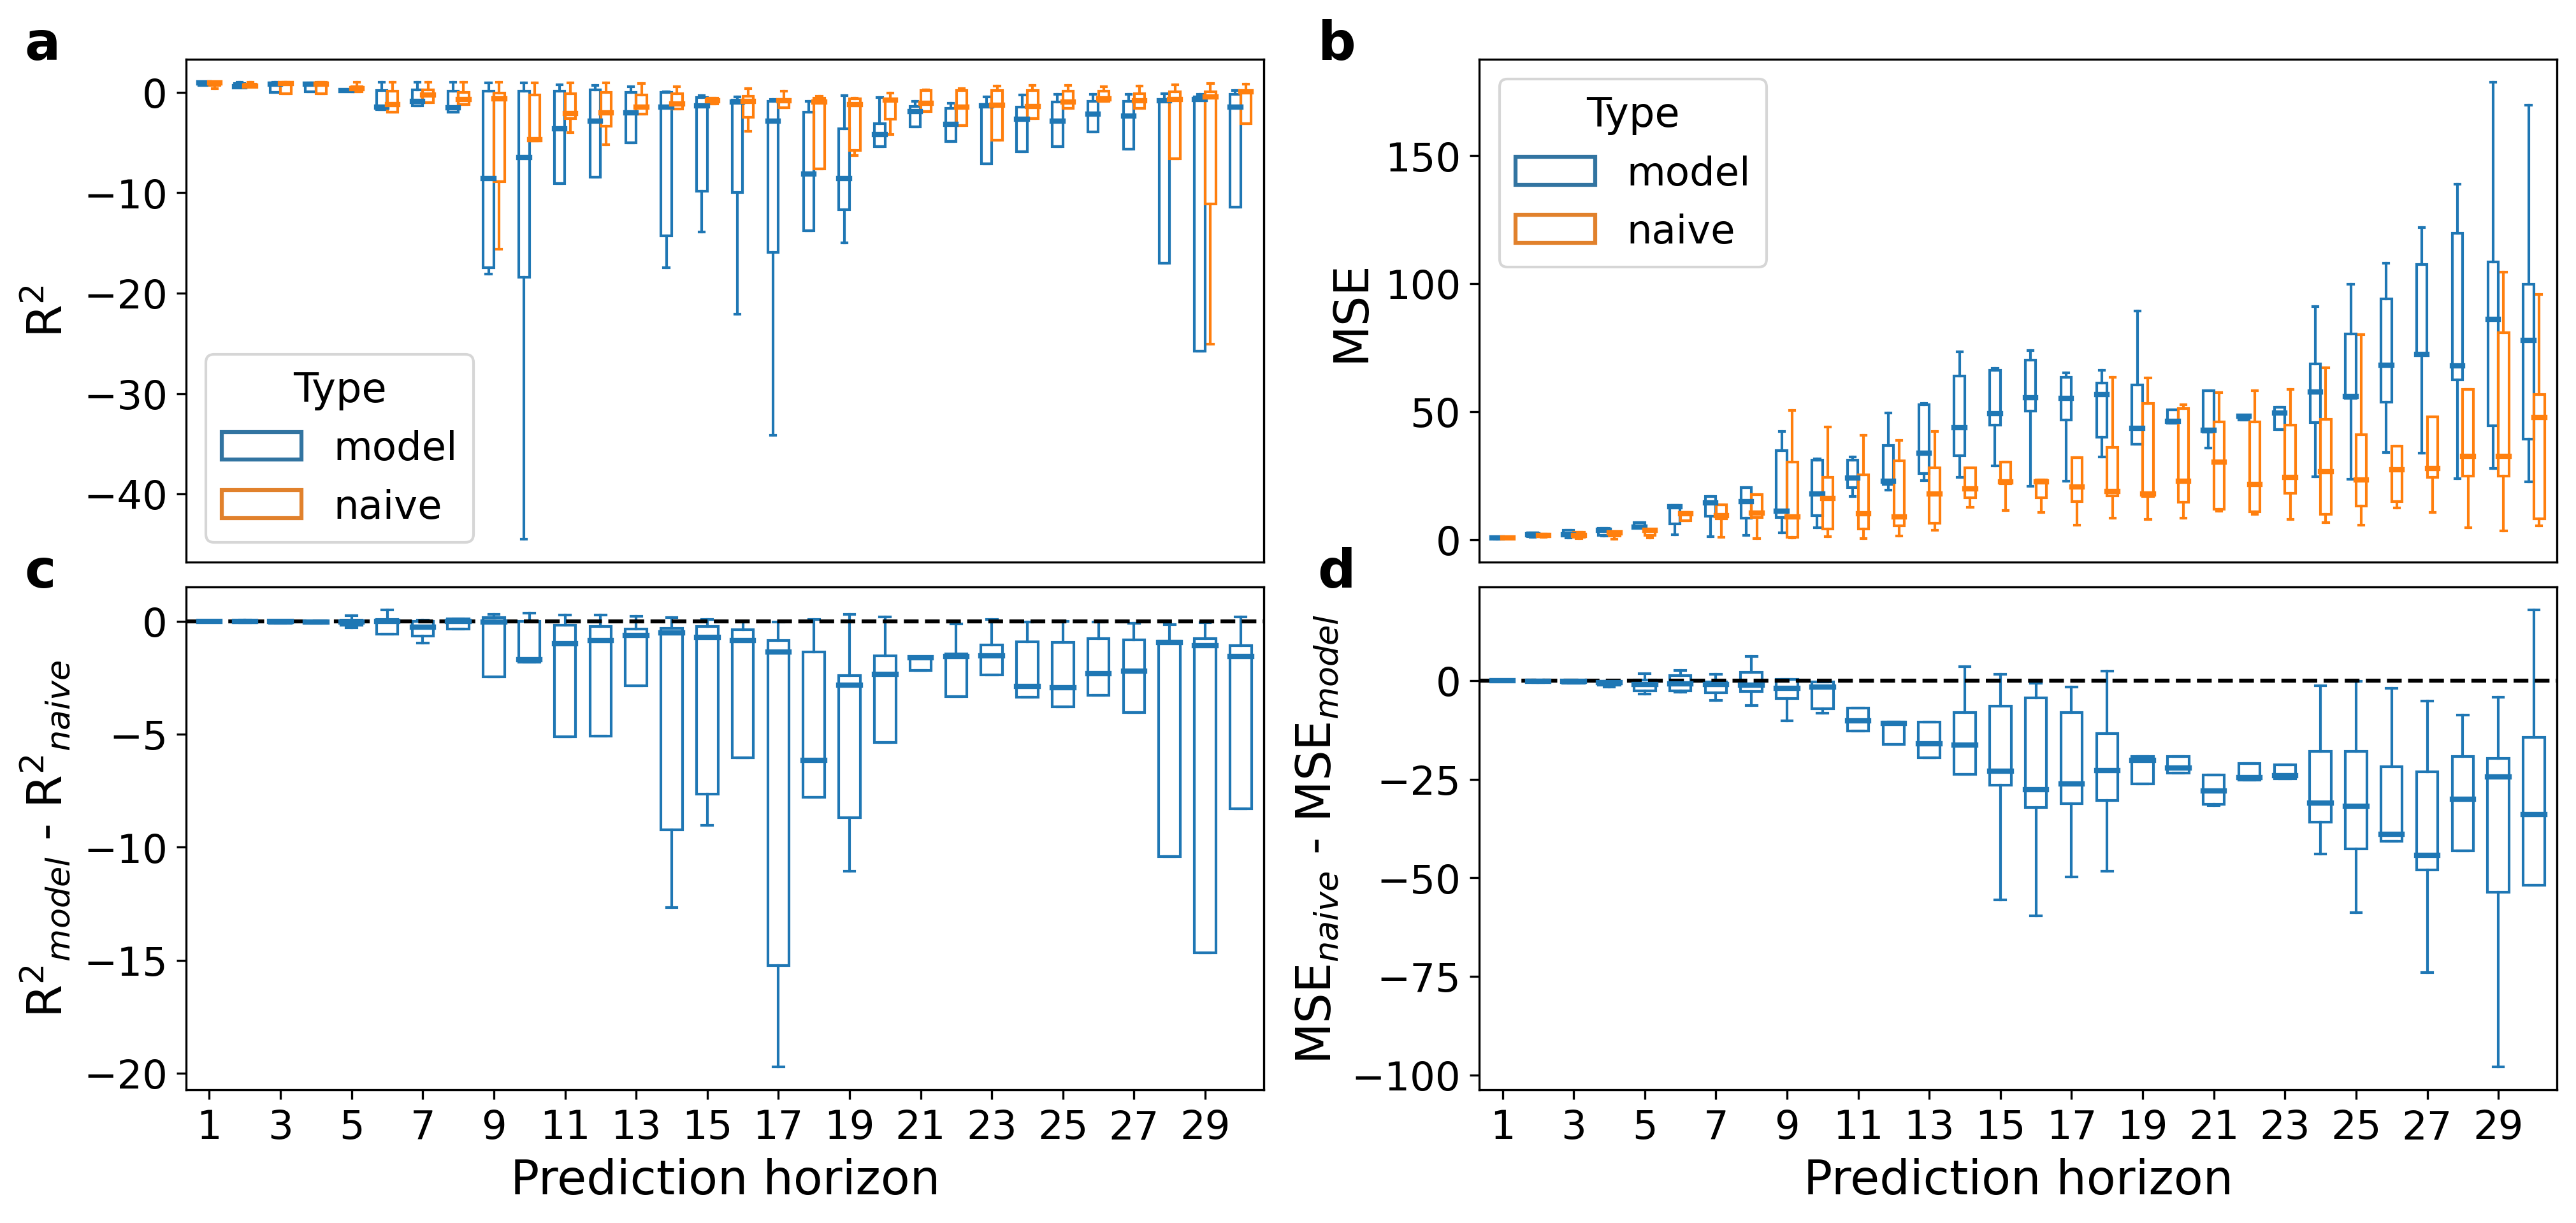 a
0
−10
−20
−30
−40
R²
Type
model
naive
b
150
100
50
0
MSE
Type
model
naive
c
0
−5
−10
−15
−20
R²model - R²naive
1 3 5 7 9 11 13 15 17 19 21 23 25 27 29
Prediction horizon
d
0
−25
−50
−75
−100
MSEnaive - MSEmodel
1 3 5 7 9 11 13 15 17 19 21 23 25 27 29
Prediction horizon